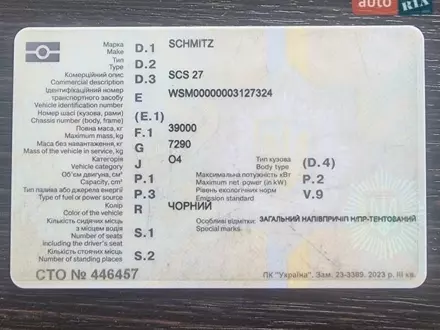 auto
RIA
Марка
Make D.1 SCHMITZ
Тип
Type D.2
Комерційний опис
Commercial description D.3 SCS 27
Ідентифікаційний номер
транспортного засобу E WSM00000003127324
Vehicle identification number
Номер шасі (кузова, рами) (E.1)
Chassis number (body, frame)
Повна маса, кг F.1 39000
Maximum mass, kg
Маса без навантаження, кг G 7290
Mass of the vehicle in service, kg
Категорія J O4 Тип кузова (D.4)
Vehicle category Body type
Об'єм двигуна, см³ P.1 Максимальна потужність кВт P.2
Capacity, cm³ Maximum net power (in kW)
Тип палива або джерело енергії P.3 Рівень екологічних норм V.9
Type of fuel or power source Emission standard
Колір R ЧОРНИЙ Особливі відмітки: ЗАГАЛЬНИЙ НАПІВПРИЧІП Н/ПР-ТЕНТОВАНИЙ
Color of the vehicle Special marks
Кількість сидячих місць
з місцем водія S.1
Number of seats
including the driver's seat
Кількість стоячих місць S.2
Number of standing places
СТО № 446457
ПК "Україна". Зам. 23-3389. 2023 р. III кв.